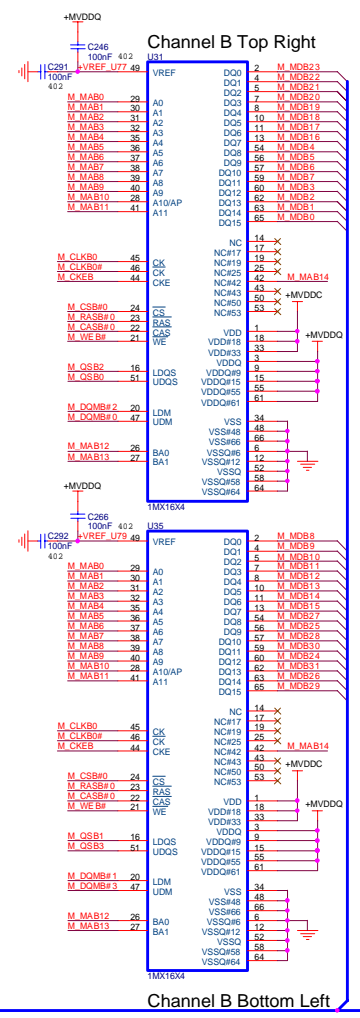 +MVDDQ
C246
100nF 402
Channel B Top Right
C291
100nF
402
+VREF_U77 49 VREF
U31
M_MAB0 29 A0
M_MAB1 30 A1
M_MAB2 31 A2
M_MAB3 32 A3
M_MAB4 35 A4
M_MAB5 36 A5
M_MAB6 37 A6
M_MAB7 38 A7
M_MAB8 39 A8
M_MAB9 40 A9
M_MAB10 28 A10/AP
M_MAB11 41 A11
M_CLKB0 45 CK
M_CLKB0# 46 CK
M_CKEB 44 CKE
M_CSB#0 24 CS
M_RASB#0 23 RAS
M_CASB#0 22 CAS
M_WEB# 21 WE
M_QSB2 16 LDQS
M_QSB0 51 UDQS
M_DQMB#2 20 LDM
M_DQMB#0 47 UDM
M_MAB12 26 BA0
M_MAB13 27 BA1
DQ0 2 M_MDB23
DQ1 4 M_MDB22
DQ2 5 M_MDB21
DQ3 7 M_MDB20
DQ4 8 M_MDB19
DQ5 10 M_MDB18
DQ6 11 M_MDB17
DQ7 13 M_MDB16
DQ8 54 M_MDB4
DQ9 56 M_MDB5
DQ10 57 M_MDB6
DQ11 59 M_MDB7
DQ12 60 M_MDB3
DQ13 62 M_MDB2
DQ14 63 M_MDB1
DQ15 65 M_MDB0
NC 14
NC#17 17
NC#19 19
NC#25 25
NC#42 42 M_MAB14
NC#43 43
NC#50 50
NC#53 53
+MVDDC
VDD 1
VDD#18 18
VDD#33 33
+MVDDQ
VDDQ 3
VDDQ#9 9
VDDQ#15 15
VDDQ#55 55
VDDQ#61 61
VSS 34
VSS#48 48
VSS#66 66
VSSQ#6 6
VSSQ#12 12
VSSQ 52
VSSQ#58 58
VSSQ#64 64
1MX16X4
+MVDDQ
C266
100nF 402
C292
100nF
402
+VREF_U79 49 VREF
U35
M_MAB0 29 A0
M_MAB1 30 A1
M_MAB2 31 A2
M_MAB3 32 A3
M_MAB4 35 A4
M_MAB5 36 A5
M_MAB6 37 A6
M_MAB7 38 A7
M_MAB8 39 A8
M_MAB9 40 A9
M_MAB10 28 A10/AP
M_MAB11 41 A11
M_CLKB0 45 CK
M_CLKB0# 46 CK
M_CKEB 44 CKE
M_CSB#0 24 CS
M_RASB#0 23 RAS
M_CASB#0 22 CAS
M_WEB# 21 WE
M_QSB1 16 LDQS
M_QSB3 51 UDQS
M_DQMB#1 20 LDM
M_DQMB#3 47 UDM
M_MAB12 26 BA0
M_MAB13 27 BA1
DQ0 2 M_MDB8
DQ1 4 M_MDB9
DQ2 5 M_MDB10
DQ3 7 M_MDB11
DQ4 8 M_MDB12
DQ5 10 M_MDB13
DQ6 11 M_MDB14
DQ7 13 M_MDB15
DQ8 54 M_MDB27
DQ9 56 M_MDB25
DQ10 57 M_MDB28
DQ11 59 M_MDB30
DQ12 60 M_MDB24
DQ13 62 M_MDB31
DQ14 63 M_MDB26
DQ15 65 M_MDB29
NC 14
NC#17 17
NC#19 19
NC#25 25
NC#42 42 M_MAB14
NC#43 43
NC#50 50
NC#53 53
+MVDDC
VDD 1
VDD#18 18
VDD#33 33
+MVDDQ
VDDQ 3
VDDQ#9 9
VDDQ#15 15
VDDQ#55 55
VDDQ#61 61
VSS 34
VSS#48 48
VSS#66 66
VSSQ#6 6
VSSQ#12 12
VSSQ 52
VSSQ#58 58
VSSQ#64 64
1MX16X4
Channel B Bottom Left